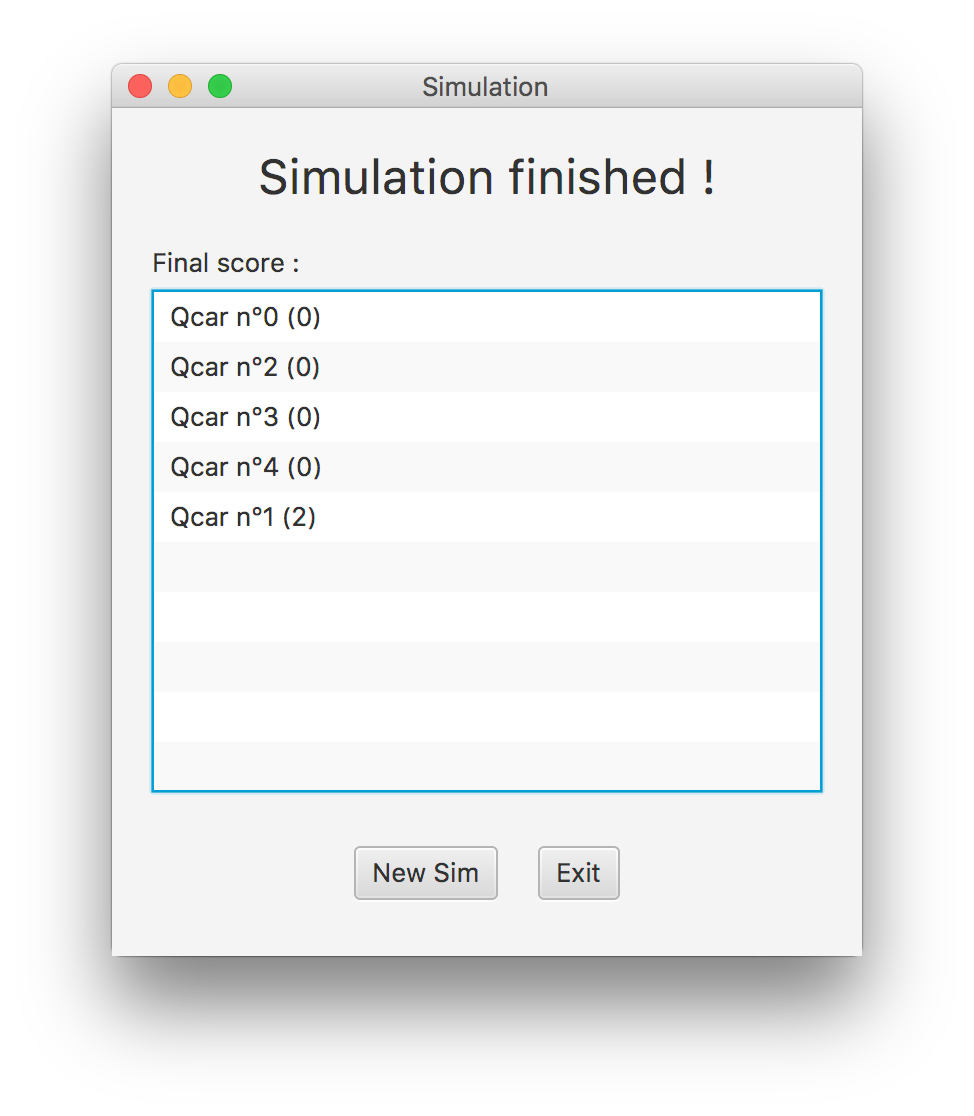 Simulation
Simulation finished !
Final score :
Qcar n°0 (0)
Qcar n°2 (0)
Qcar n°3 (0)
Qcar n°4 (0)
Qcar n°1 (2)
New Sim
Exit